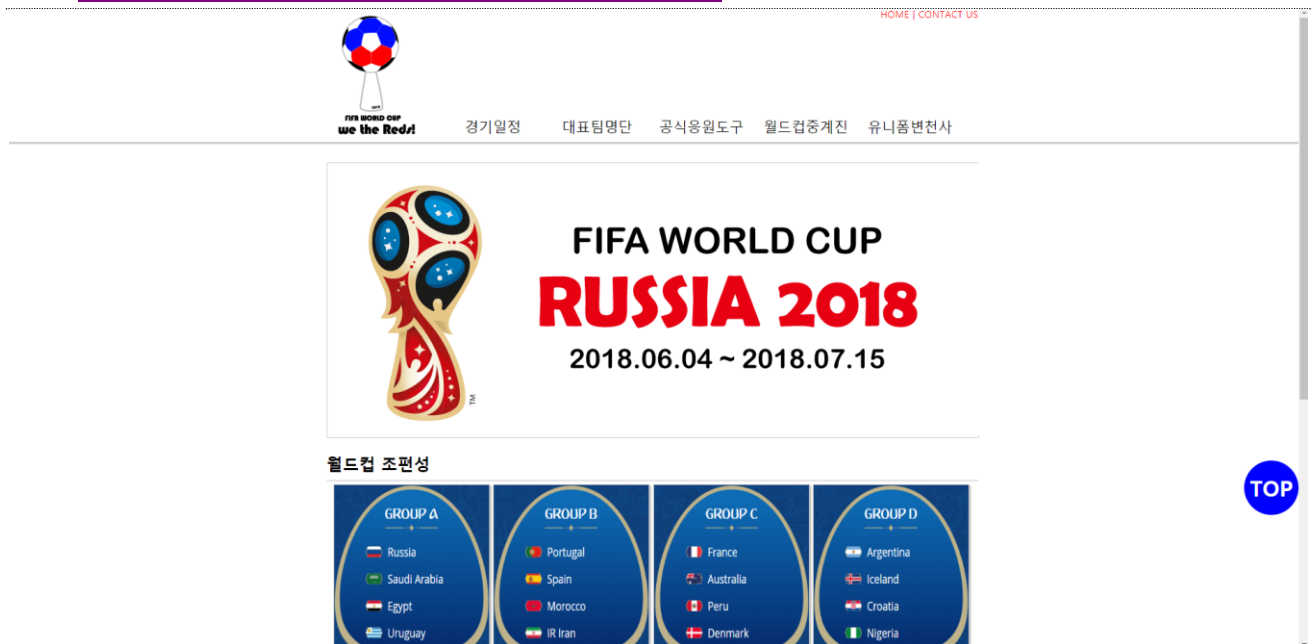 HOME | CONTACT US
2018
FIFA WORLD CUP
we the Reds!
경기일정 대표팀명단 공식응원도구 월드컵중계진 유니폼변천사
FIFA WORLD CUP
RUSSIA 2018
2018.06.04 ~ 2018.07.15
TM
월드컵 조편성
TOP
GROUP A
Russia
Saudi Arabia
Egypt
Uruguay
GROUP B
Portugal
Spain
Morocco
IR Iran
GROUP C
France
Australia
Peru
Denmark
GROUP D
Argentina
Iceland
Croatia
Nigeria